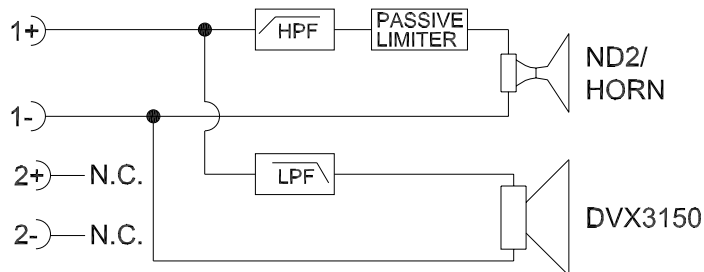 1+
HPF
PASSIVE
LIMITER
ND2/
HORN
1-
2+ N.C.
LPF
2- N.C.
DVX3150